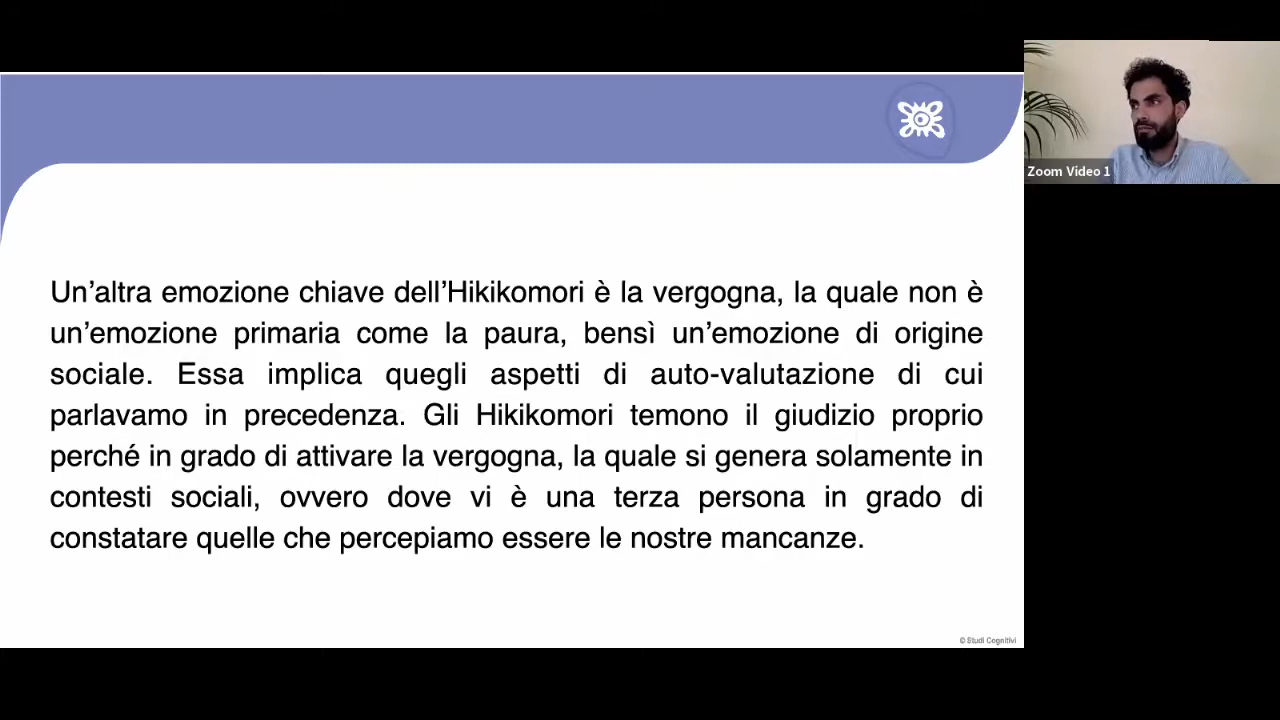 Un’altra emozione chiave dell’Hikikomori è la vergogna, la quale non è
un’emozione primaria come la paura, bensì un’emozione di origine
sociale. Essa implica quegli aspetti di auto-valutazione di cui
parlavamo in precedenza. Gli Hikikomori temono il giudizio proprio
perché in grado di attivare la vergogna, la quale si genera solamente in
contesti sociali, ovvero dove vi è una terza persona in grado di
constatare quelle che percepiamo essere le nostre mancanze.
© Studi Cognitivi
Zoom Video 1